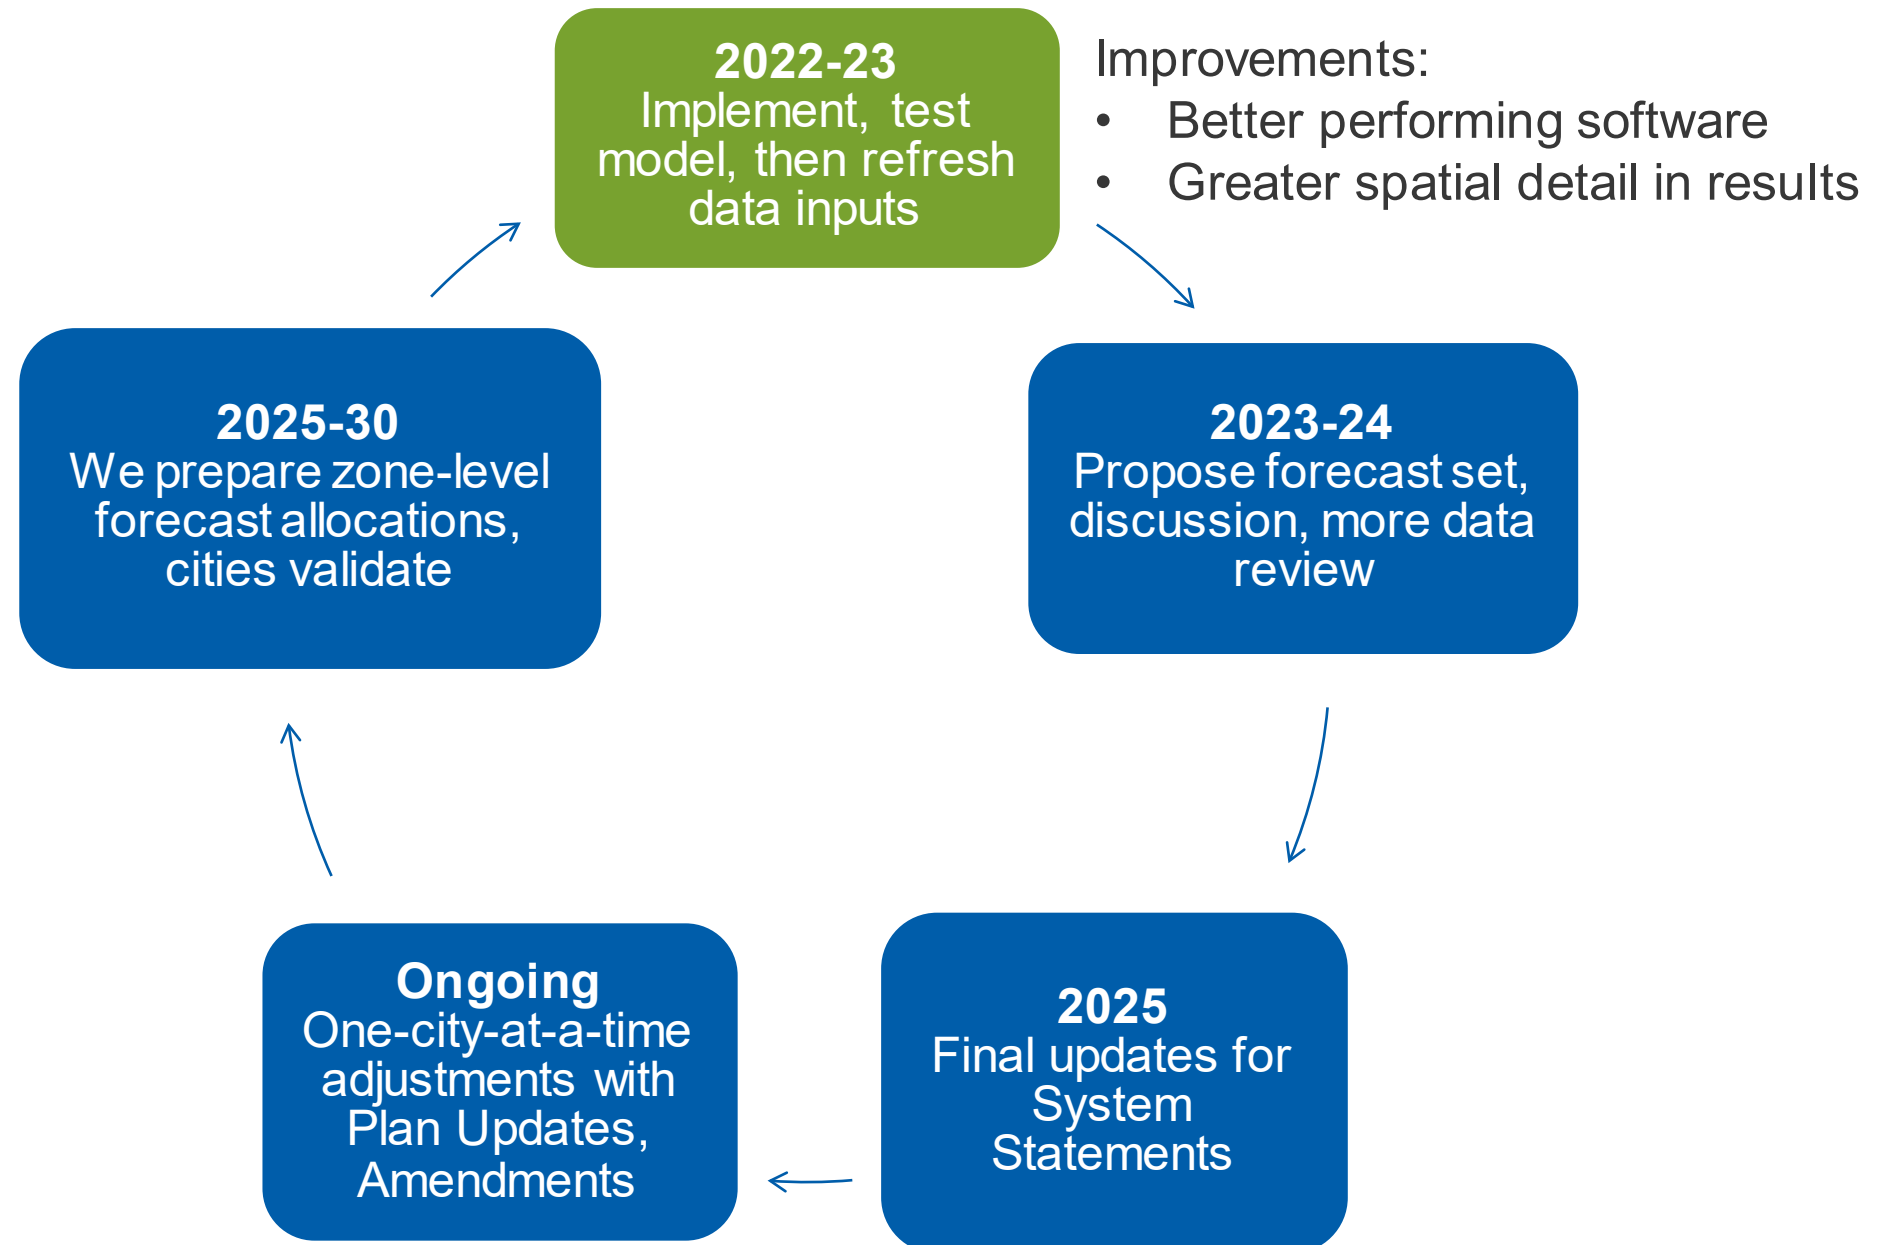 2022-23
Implement, test
model, then refresh
data inputs
Improvements:
• Better performing software
• Greater spatial detail in results
2025-30
We prepare zone-level
forecast allocations,
cities validate
2023-24
Propose forecast set,
discussion, more data
review
Ongoing
One-city-at-a-time
adjustments with
Plan Updates,
Amendments
2025
Final updates for
System
Statements